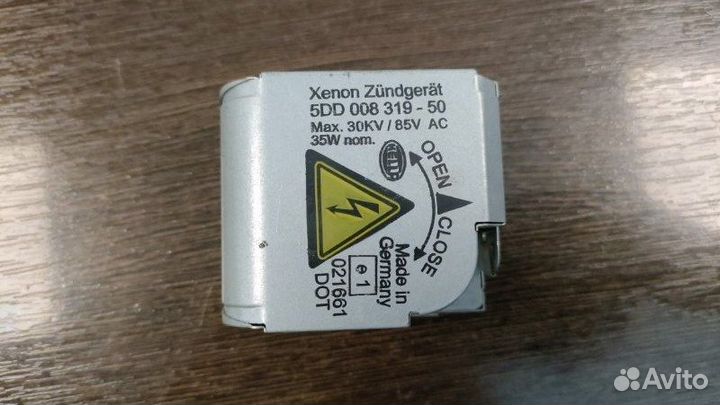 Xenon Zündgerät
5DD 008 319 - 50
Max. 30KV / 85V AC
35W nom.
HELLA
OPEN
CLOSE
Made in
Germany
e 1
021661
DOT
Avito